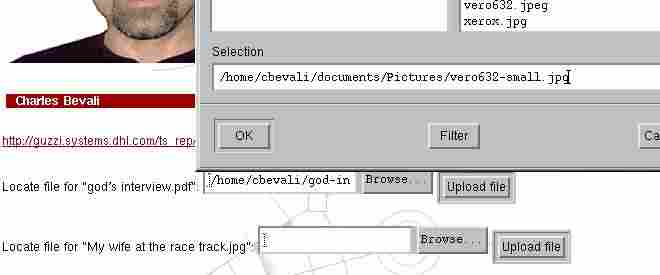 vero632.jpeg
xerox.jpg
Selection
/home/cbevali/documents/Pictures/vero632-small.jpg
Charles Bevali
OK
Filter
Ca
http://guzzi.systems.dhl.com/ts_rep/
Locate file for "god's interview.pdf": /home/cbevali/god-in Browse... Upload file
Locate file for "My wife at the race track.jpg": Browse... Upload file